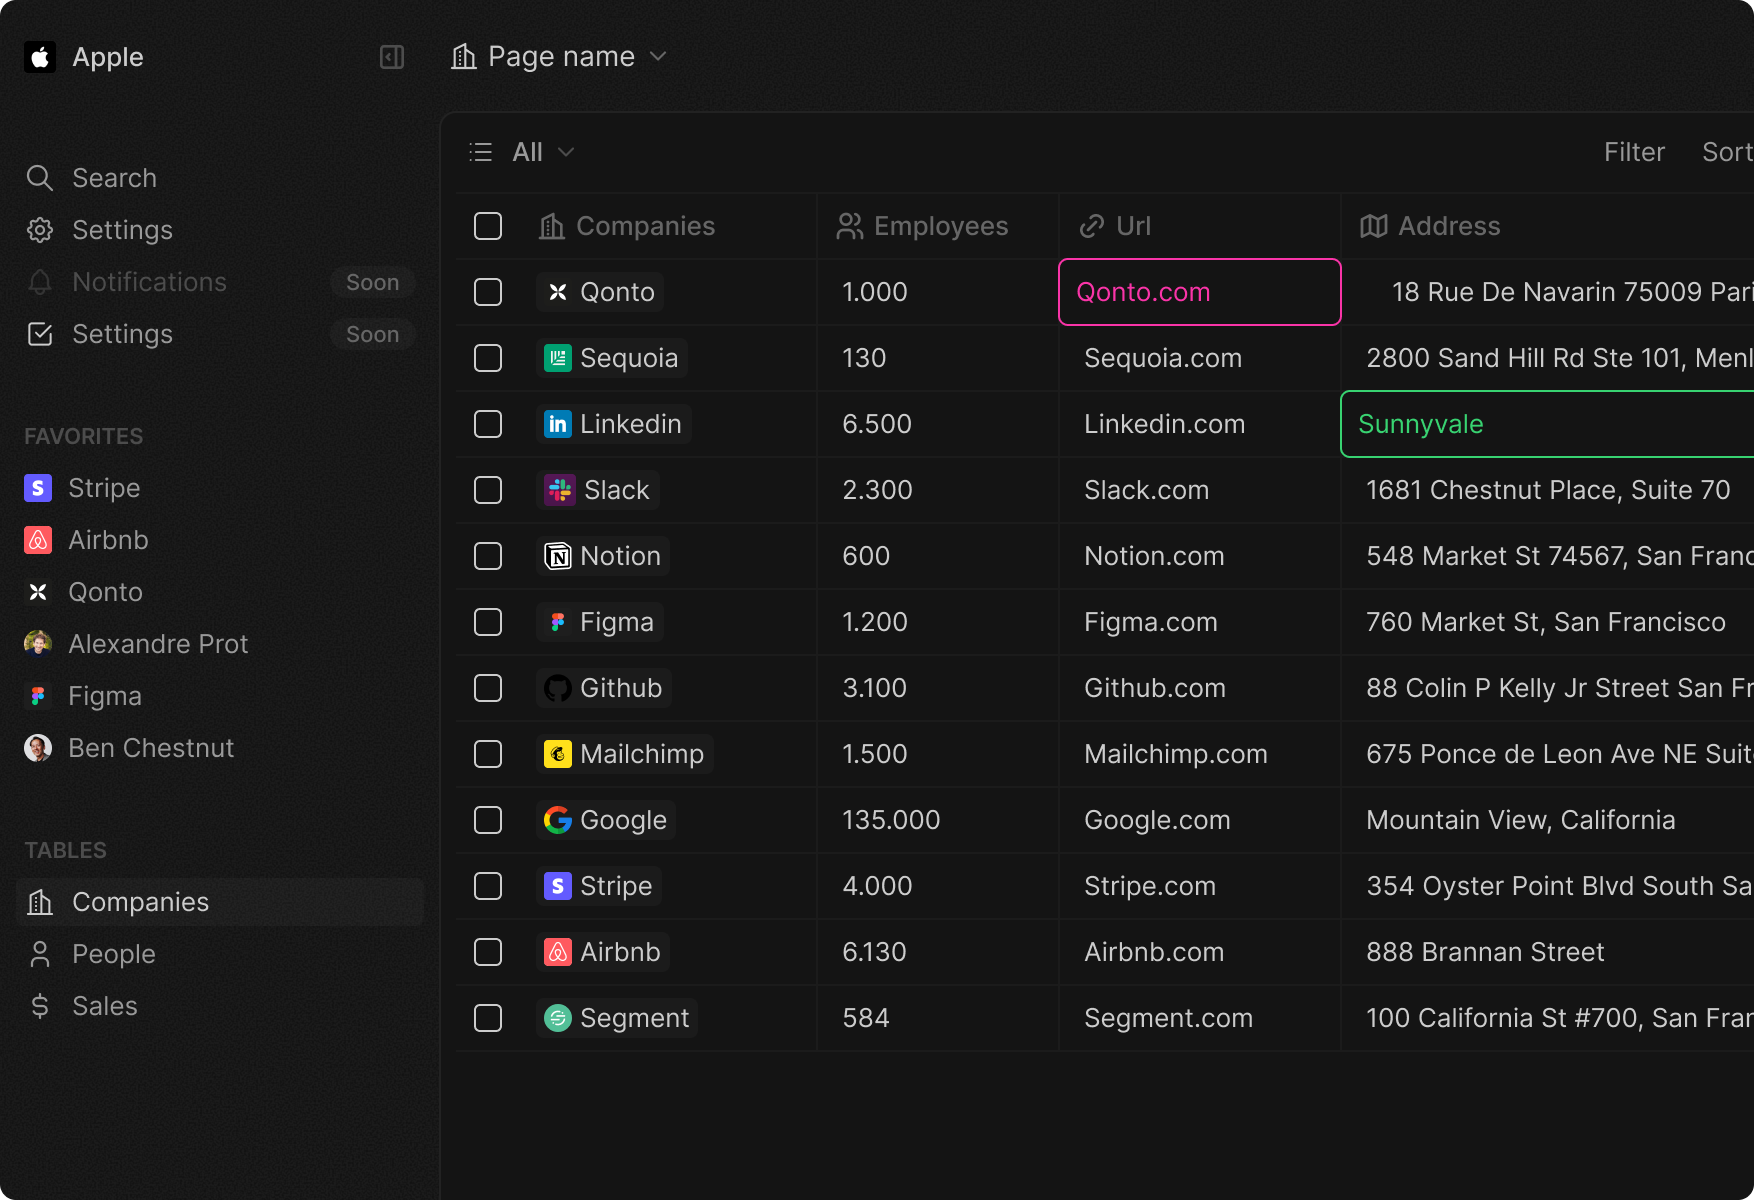 Apple
Page name
Search
Settings
Notifications Soon
Settings Soon
FAVORITES
Stripe
Airbnb
Qonto
Alexandre Prot
Figma
Ben Chestnut
TABLES
Companies
People
Sales
All Filter Sort
Companies Employees Url Address
Qonto 1.000 Qonto.com 18 Rue De Navarin 75009 Pari
Sequoia 130 Sequoia.com 2800 Sand Hill Rd Ste 101, Menl
Linkedin 6.500 Linkedin.com Sunnyvale
Slack 2.300 Slack.com 1681 Chestnut Place, Suite 70
Notion 600 Notion.com 548 Market St 74567, San Franc
Figma 1.200 Figma.com 760 Market St, San Francisco
Github 3.100 Github.com 88 Colin P Kelly Jr Street San Fr
Mailchimp 1.500 Mailchimp.com 675 Ponce de Leon Ave NE Suit
Google 135.000 Google.com Mountain View, California
Stripe 4.000 Stripe.com 354 Oyster Point Blvd South Sa
Airbnb 6.130 Airbnb.com 888 Brannan Street
Segment 584 Segment.com 100 California St #700, San Fran